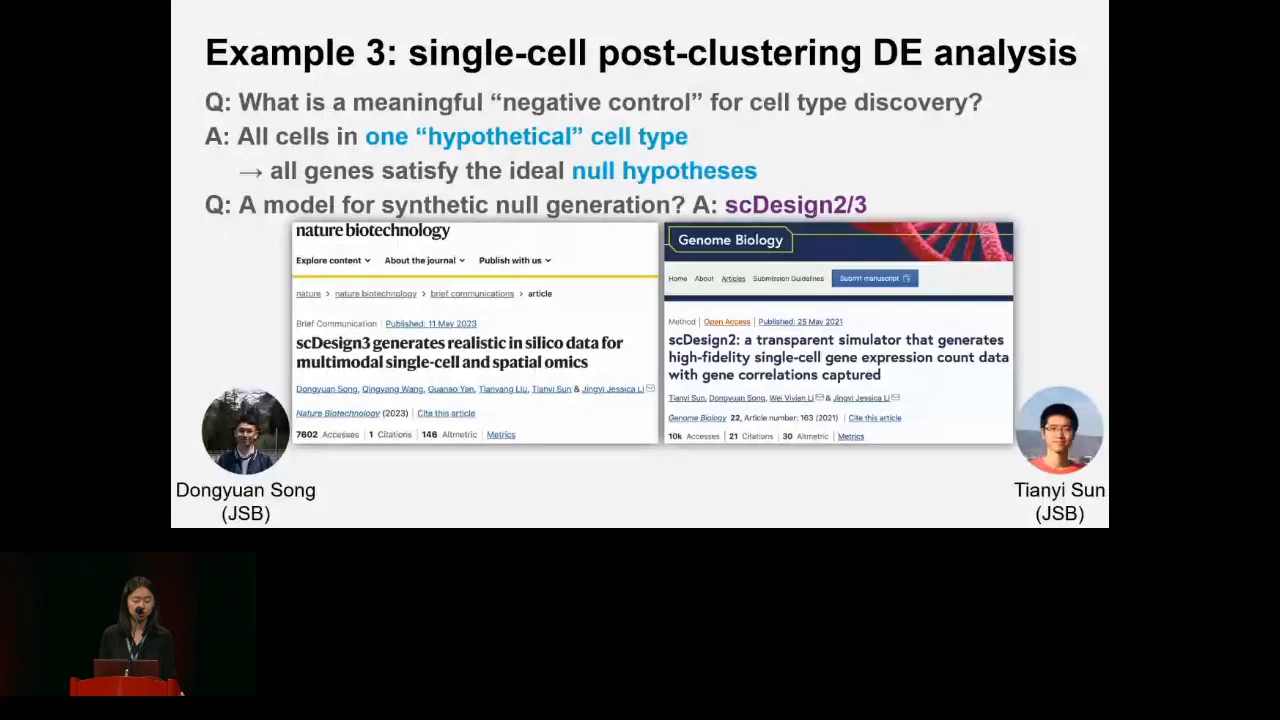 Example 3: single-cell post-clustering DE analysis
Q: What is a meaningful “negative control” for cell type discovery?
A: All cells in one “hypothetical” cell type
→ all genes satisfy the ideal null hypotheses
Q: A model for synthetic null generation? A: scDesign2/3
nature biotechnology
Explore content About the journal Publish with us
nature > nature biotechnology > brief communications > article
Brief Communication | Published: 11 May 2023
scDesign3 generates realistic in silico data for
multimodal single-cell and spatial omics
Dongyuan Song, Qingyang Wang, Guanao Yan, Tianyang Liu, Tianyi Sun & Jingyi Jessica Li
Nature Biotechnology (2023) | Cite this article
7602 Accesses | 1 Citations | 146 Altmetric | Metrics
Genome Biology
Home About Articles Submission Guidelines Submit manuscript
Method | Open Access | Published: 25 May 2021
scDesign2: a transparent simulator that generates
high-fidelity single-cell gene expression count data
with gene correlations captured
Tianyi Sun, Dongyuan Song, Wei Vivian Li & Jingyi Jessica Li
Genome Biology 22, Article number: 163 (2021) | Cite this article
10k Accesses | 21 Citations | 30 Altmetric | Metrics
Dongyuan Song
(JSB)
Tianyi Sun
(JSB)